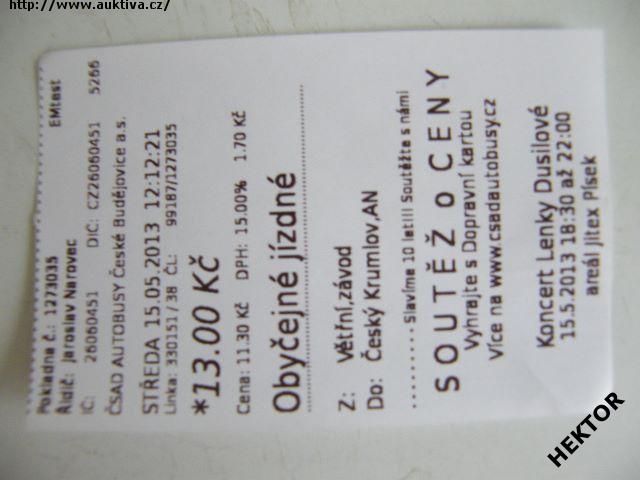 http://www.auktiva.cz/
EMtest
Pokladna č.: 1273035 5266
Řidič: Jaroslav Narovec
IČ: 26060451 DIČ: CZ26060451
ČSAD AUTOBUSY České Budějovice a.s.
STŘEDA 15.05.2013 12:12:21
Linka: 330151/38 ČL: 99187/1273035
*13.00 Kč
Cena: 11.30 Kč DPH: 15.00% 1.70 Kč
Obyčejné jízdné
Z: Větřní,závod
Do: Český Krumlov,AN
Slavíme 10 let!!! Soutěžte s námi
SOUTĚŽ o CENY
Vyhrajte s Dopravní kartou
Více na www.csadautobusy.cz
Koncert Lenky Dusilové
15.5.2013 18:30 až 22:00
areál Jitex Písek
HEKTOR